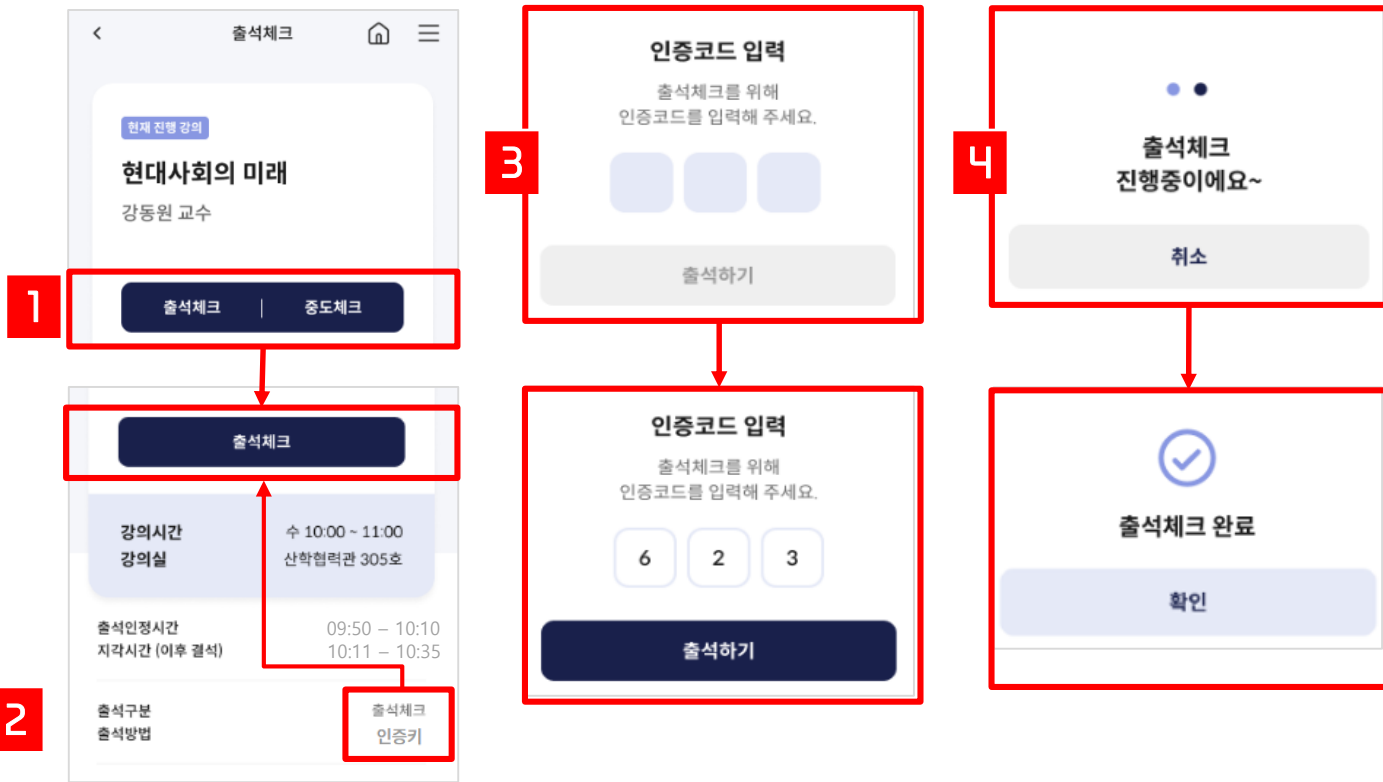 출석체크
현재 진행 강의
현대사회의 미래
강동원 교수
1
출석체크 | 중도체크
출석체크
강의시간 수 10:00 ~ 11:00
강의실 산학협력관 305호
출석인정시간 09:50 – 10:10
지각시간 (이후 결석) 10:11 – 10:35
2
출석구분 출석체크
출석방법 인증키
3
인증코드 입력
출석체크를 위해
인증코드를 입력해 주세요.
출석하기
인증코드 입력
출석체크를 위해
인증코드를 입력해 주세요.
6 2 3
출석하기
4
출석체크
진행중이에요~
취소
출석체크 완료
확인